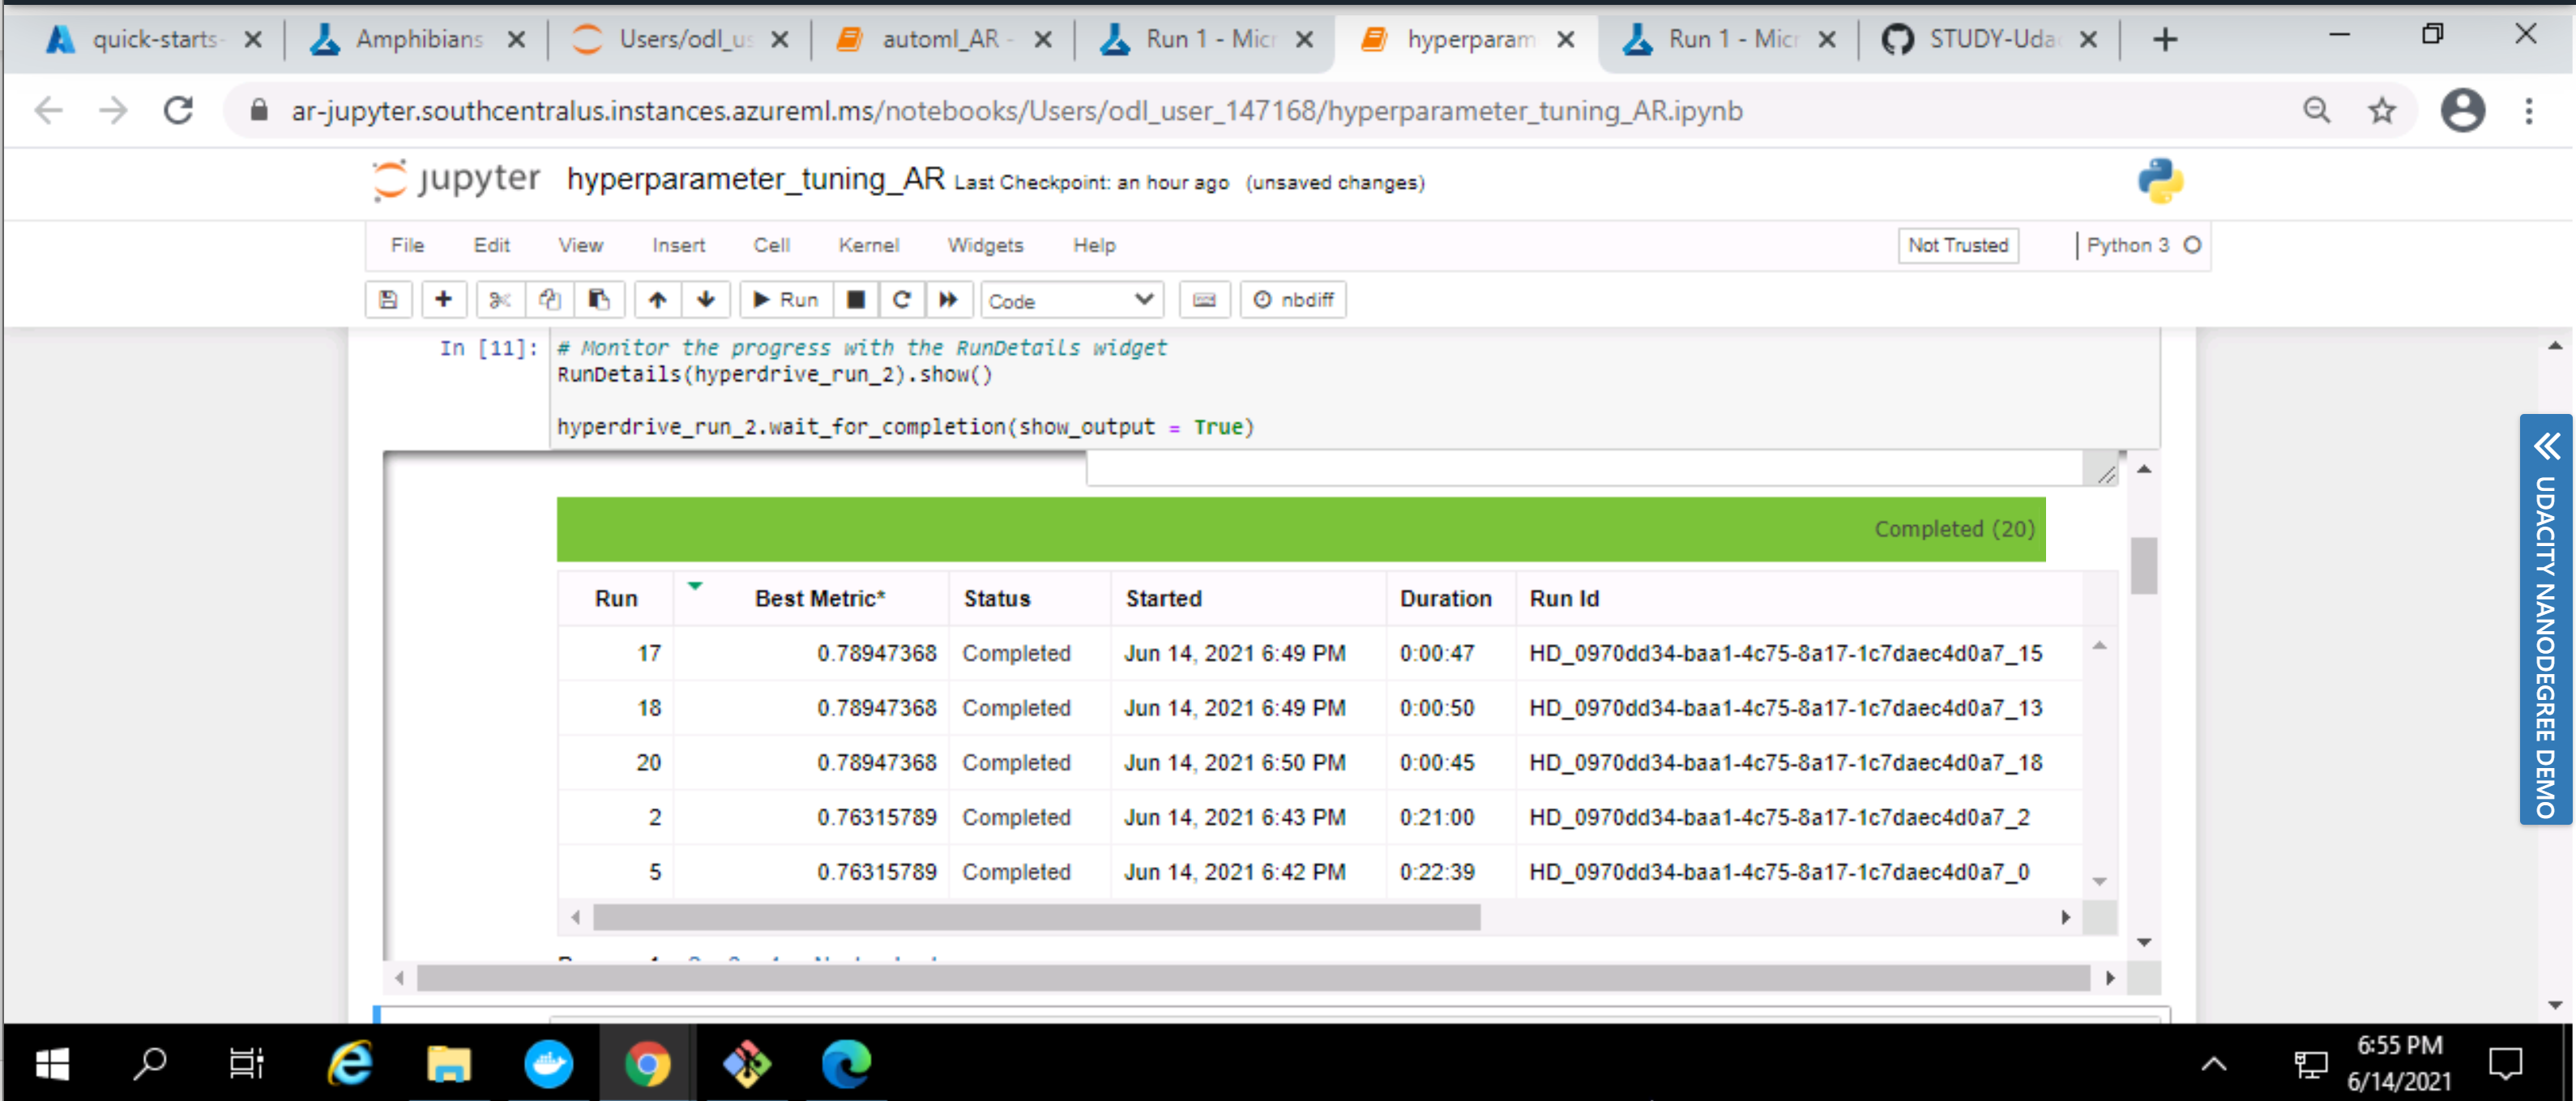 quick-starts- Amphibians Users/odl_us automl_AR - Run 1 - Micr hyperparam Run 1 - Micr STUDY-Uda
ar-jupyter.southcentralus.instances.azureml.ms/notebooks/Users/odl_user_147168/hyperparameter_tuning_AR.ipynb
jupyter hyperparameter_tuning_AR Last Checkpoint: an hour ago (unsaved changes)
File Edit View Insert Cell Kernel Widgets Help Not Trusted Python 3
Run Code nbdiff
In [11]: # Monitor the progress with the RunDetails widget
RunDetails(hyperdrive_run_2).show()
hyperdrive_run_2.wait_for_completion(show_output = True)
Completed (20)
Run Best Metric* Status Started Duration Run Id
17 0.78947368 Completed Jun 14, 2021 6:49 PM 0:00:47 HD_0970dd34-baa1-4c75-8a17-1c7daec4d0a7_15
18 0.78947368 Completed Jun 14, 2021 6:49 PM 0:00:50 HD_0970dd34-baa1-4c75-8a17-1c7daec4d0a7_13
20 0.78947368 Completed Jun 14, 2021 6:50 PM 0:00:45 HD_0970dd34-baa1-4c75-8a17-1c7daec4d0a7_18
2 0.76315789 Completed Jun 14, 2021 6:43 PM 0:21:00 HD_0970dd34-baa1-4c75-8a17-1c7daec4d0a7_2
5 0.76315789 Completed Jun 14, 2021 6:42 PM 0:22:39 HD_0970dd34-baa1-4c75-8a17-1c7daec4d0a7_0
UDACITY NANODEGREE DEMO
6:55 PM
6/14/2021